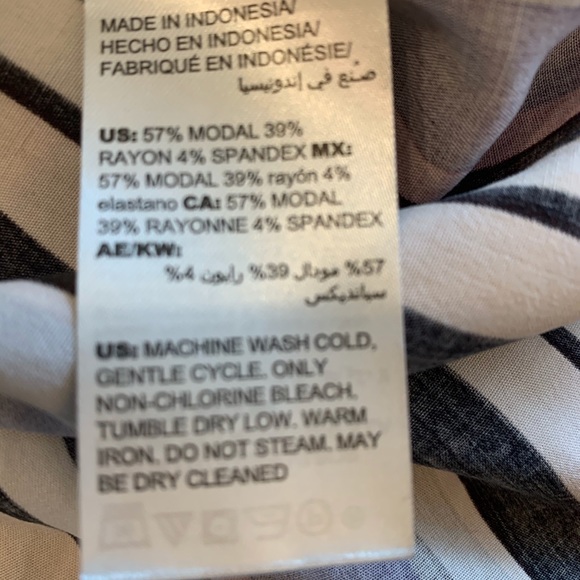 MADE IN INDONESIA/
HECHO EN INDONESIA/
FABRIQUÉ EN INDONÉSIE/
صنع في إندونيسيا
US: 57% MODAL 39%
RAYON 4% SPANDEX MX:
57% MODAL 39% rayón 4%
elastano CA: 57% MODAL
39% RAYONNE 4% SPANDEX
AE/KW:
57% مودال 39% رايون 4%
سبانديكس
US: MACHINE WASH COLD,
GENTLE CYCLE. ONLY
NON-CHLORINE BLEACH.
TUMBLE DRY LOW. WARM
IRON. DO NOT STEAM. MAY
BE DRY CLEANED